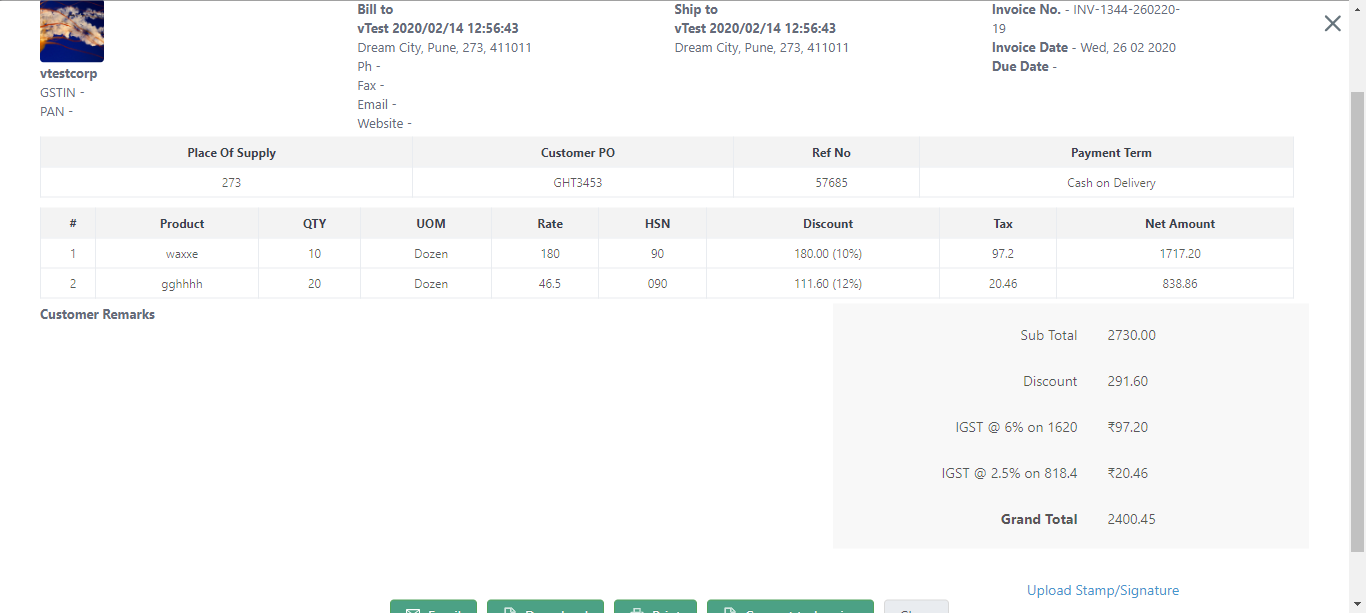 vtestcorp
GSTIN -
PAN -
Bill to
vTest 2020/02/14 12:56:43
Dream City, Pune, 273, 411011
Ph -
Fax -
Email -
Website -
Ship to
vTest 2020/02/14 12:56:43
Dream City, Pune, 273, 411011
Invoice No. - INV-1344-260220-
19
Invoice Date - Wed, 26 02 2020
Due Date -
Place Of Supply Customer PO Ref No Payment Term
273 GHT3453 57685 Cash on Delivery
# Product QTY UOM Rate HSN Discount Tax Net Amount
1 waxxe 10 Dozen 180 90 180.00 (10%) 97.2 1717.20
2 gghhhh 20 Dozen 46.5 090 111.60 (12%) 20.46 838.86
Customer Remarks
Sub Total 2730.00
Discount 291.60
IGST @ 6% on 1620 ₹97.20
IGST @ 2.5% on 818.4 ₹20.46
Grand Total 2400.45
Upload Stamp/Signature